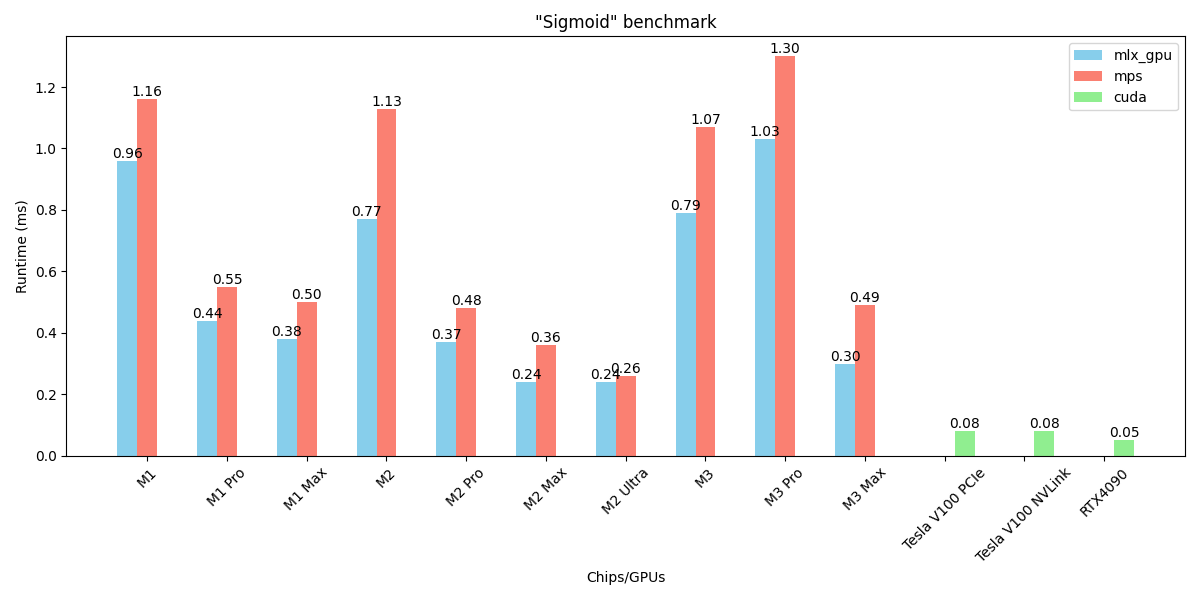 "Sigmoid" benchmark
mlx_gpu
mps
cuda
Runtime (ms)
1.2
1.0
0.8
0.6
0.4
0.2
0.0
0.96
1.16
0.44
0.55
0.38
0.50
0.77
1.13
0.37
0.48
0.24
0.36
0.24
0.26
0.79
1.07
1.03
1.30
0.30
0.49
0.08
0.08
0.05
M1
M1 Pro
M1 Max
M2
M2 Pro
M2 Max
M2 Ultra
M3
M3 Pro
M3 Max
Tesla V100 PCIe
Tesla V100 NVLink
RTX4090
Chips/GPUs